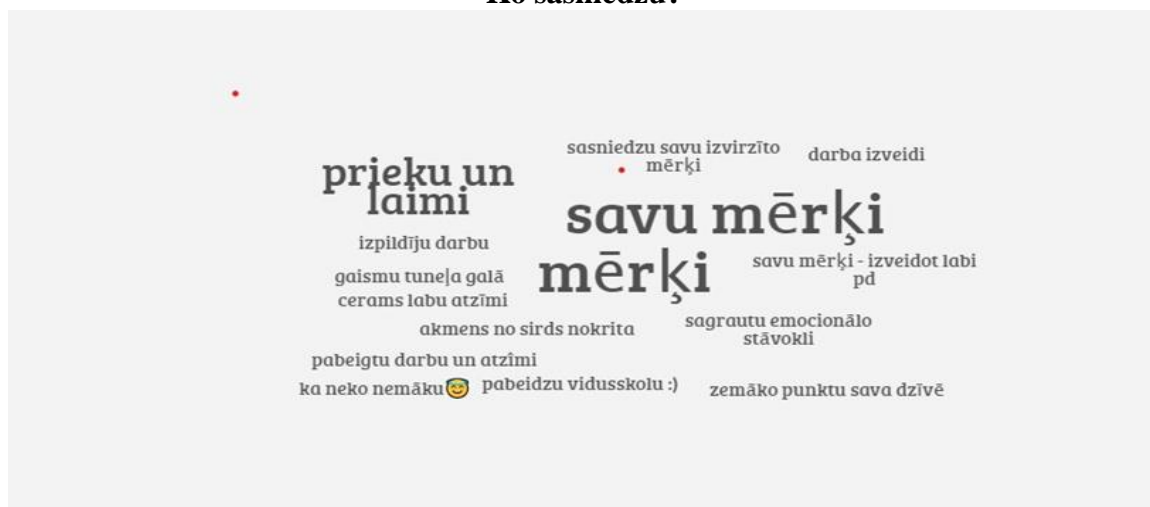 Ko sasniedzu?
sasniedzu savu izvirzīto
mērķi
darba izveidi
prieku un
laimi
savu mērķi
izpildīju darbu
mērķi
savu mērķi - izveidot labi
pd
gaismu tuneļa galā
cerams labu atzīmi
akmens no sirds nokrita
sagrautu emocionālo
stāvokli
pabeigtu darbu un atzîmi
ka neko nemāku😇
pabeidzu vidusskolu :)
zemāko punktu sava dzīvē